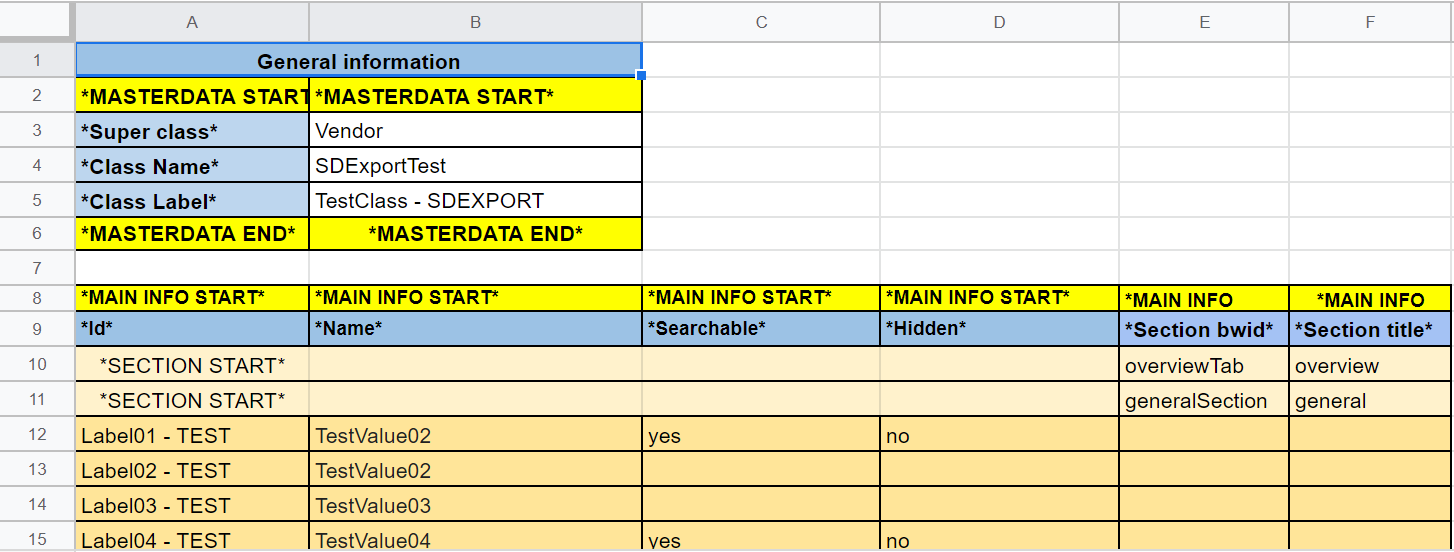 A B C D E F
1 General information
2 *MASTERDATA START *MASTERDATA START*
3 *Super class* Vendor
4 *Class Name* SDExportTest
5 *Class Label* TestClass - SDEXPORT
6 *MASTERDATA END* *MASTERDATA END*
7
8 *MAIN INFO START* *MAIN INFO START* *MAIN INFO START* *MAIN INFO START* *MAIN INFO *MAIN INFO
9 *Id* *Name* *Searchable* *Hidden* *Section bwid* *Section title*
10 *SECTION START* overviewTab overview
11 *SECTION START* generalSection general
12 Label01 - TEST TestValue02 yes no
13 Label02 - TEST TestValue02
14 Label03 - TEST TestValue03
15 Label04 - TEST TestValue04 yes no